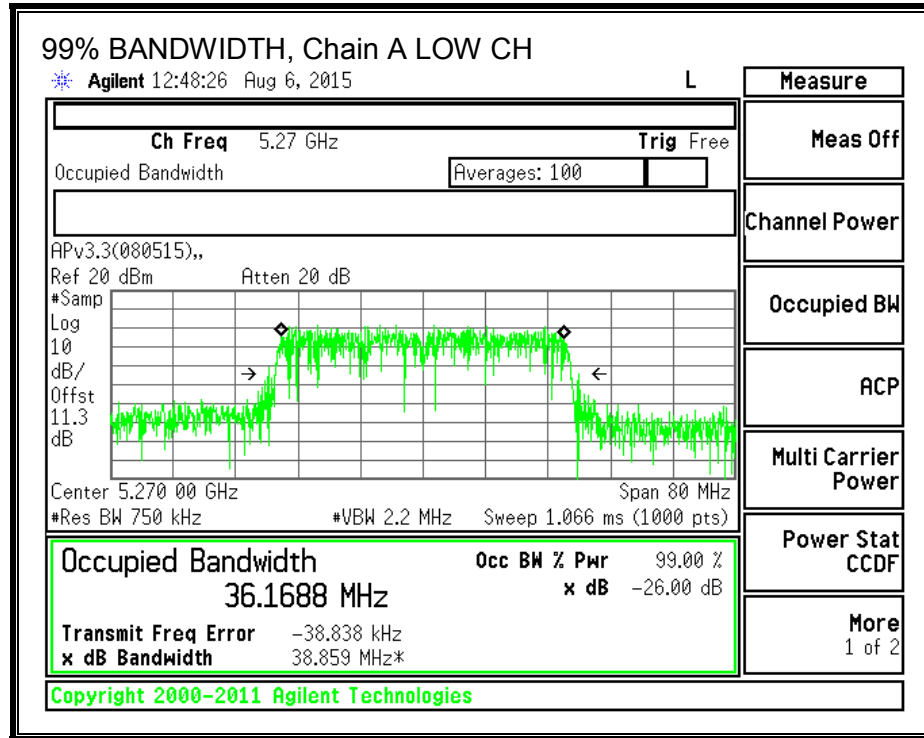 99% BANDWIDTH, Chain A LOW CH
Agilent 12:48:26 Aug 6, 2015 L
Measure
Ch Freq 5.27 GHz Trig Free
Meas Off
Occupied Bandwidth Averages: 100
Channel Power
APv3.3(080515),,
Ref 20 dBm Atten 20 dB
#Samp
Log
10
dB/
Offst
11.3
dB
Occupied BW
ACP
Multi Carrier
Power
Center 5.270 00 GHz Span 80 MHz
#Res BW 750 kHz #VBW 2.2 MHz Sweep 1.066 ms (1000 pts)
Power Stat
CCDF
Occupied Bandwidth Occ BW % Pwr 99.00 %
36.1688 MHz x dB -26.00 dB
Transmit Freq Error -38.838 kHz
x dB Bandwidth 38.859 MHz*
More
1 of 2
Copyright 2000-2011 Agilent Technologies